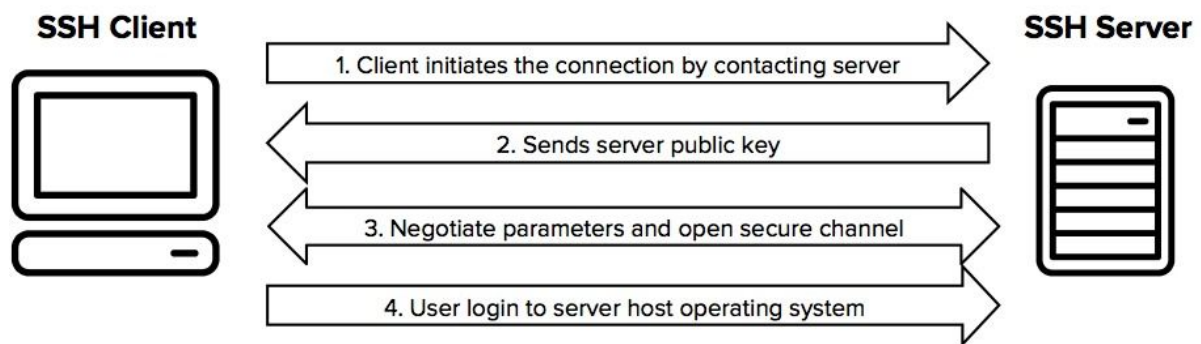 SSH Client
SSH Server
1. Client initiates the connection by contacting server
2. Sends server public key
3. Negotiate parameters and open secure channel
4. User login to server host operating system